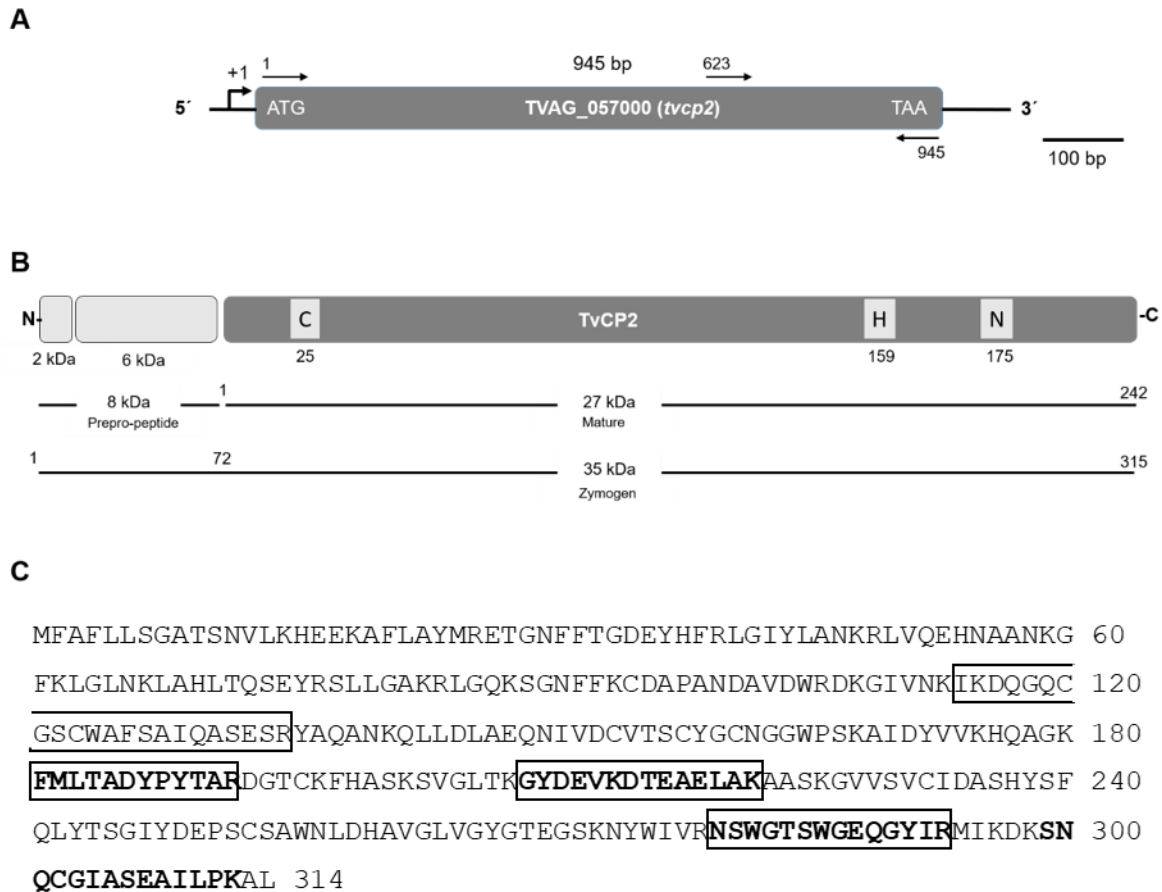 A
1 945 bp 623
+1
5´ ATG TVAG_057000 (tvcp2) TAA 3´
945
100 bp
B
N- C TvCP2 H N -C
2 kDa 6 kDa 25 159 175
1 242
8 kDa 27 kDa
Prepro-peptide Mature
1 72 315
35 kDa
Zymogen
C
MFAFLLSGATSNVLKHEEKAFLAYMRETGNFFTGDEYHFRLGIYLANKRLVQEHNAANKG 60
FKLGLNKLAHLTQSEYRSLLGAKRLGQKSGNFFKCDAPANDAVDWRDKGIVNKIKDQGQC 120
GSCWAFSAIQASESRYAQANKQLLDLAEQNIVDCVTSCYGCNGGWPSKAIDYVVKHQAGK 180
FMLTADYPYTARDGTCKFHASKSVGLTKGYDEVKDTEAELAKAASKGVVSVCIDASHYSF 240
QLYTSGIYDEPSCSAWNLDHAVGLVGYGTEGSKNYWIVRNSWGTSWGEQGYIRMIKDKSN 300
QCGIASEAILPKAL 314